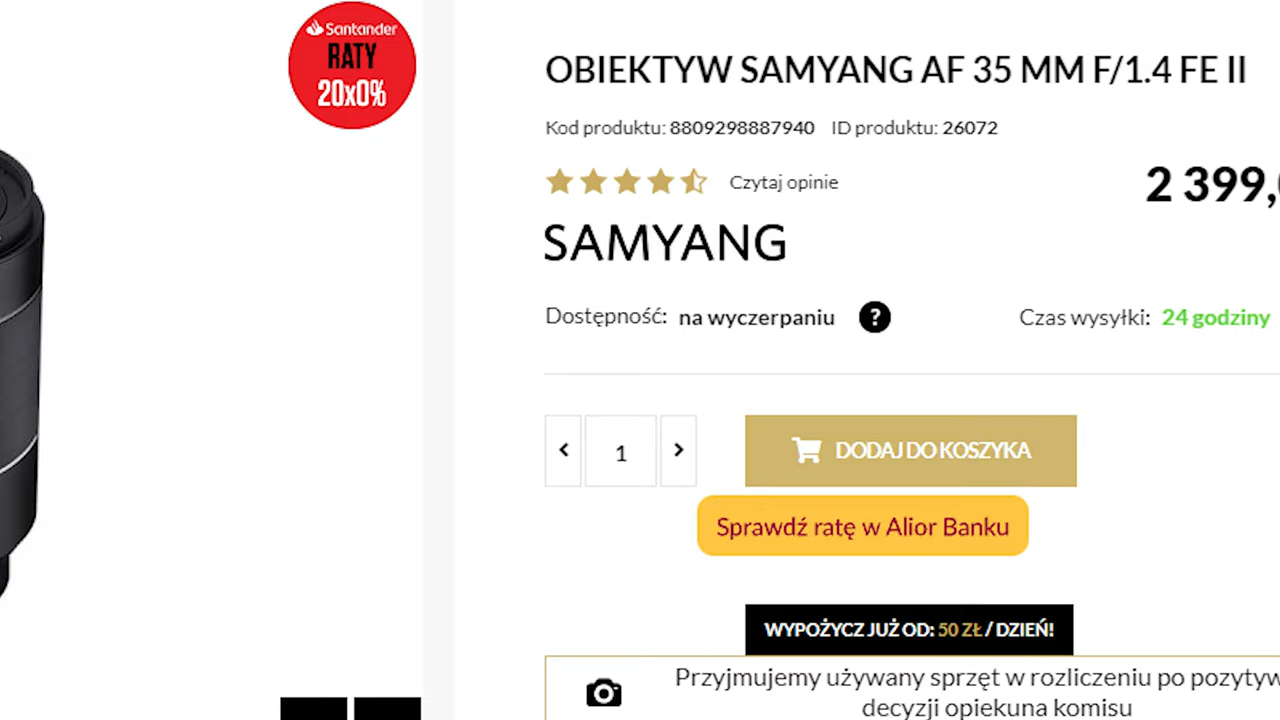 Santander
RATY
20x0%
OBIEKTYW SAMYANG AF 35 MM F/1.4 FE II
Kod produktu: 8809298887940 ID produktu: 26072
Czytaj opinie
2 399,
SAMYANG
Dostępność: na wyczerpaniu ?
Czas wysyłki: 24 godziny
1
DODAJ DO KOSZYKA
Sprawdź ratę w Alior Banku
WYPOŻYCZ JUŻ OD: 50 ZŁ / DZIEŃ!
Przyjmujemy używany sprzęt w rozliczeniu po pozytyw
decyzji opiekuna komisu